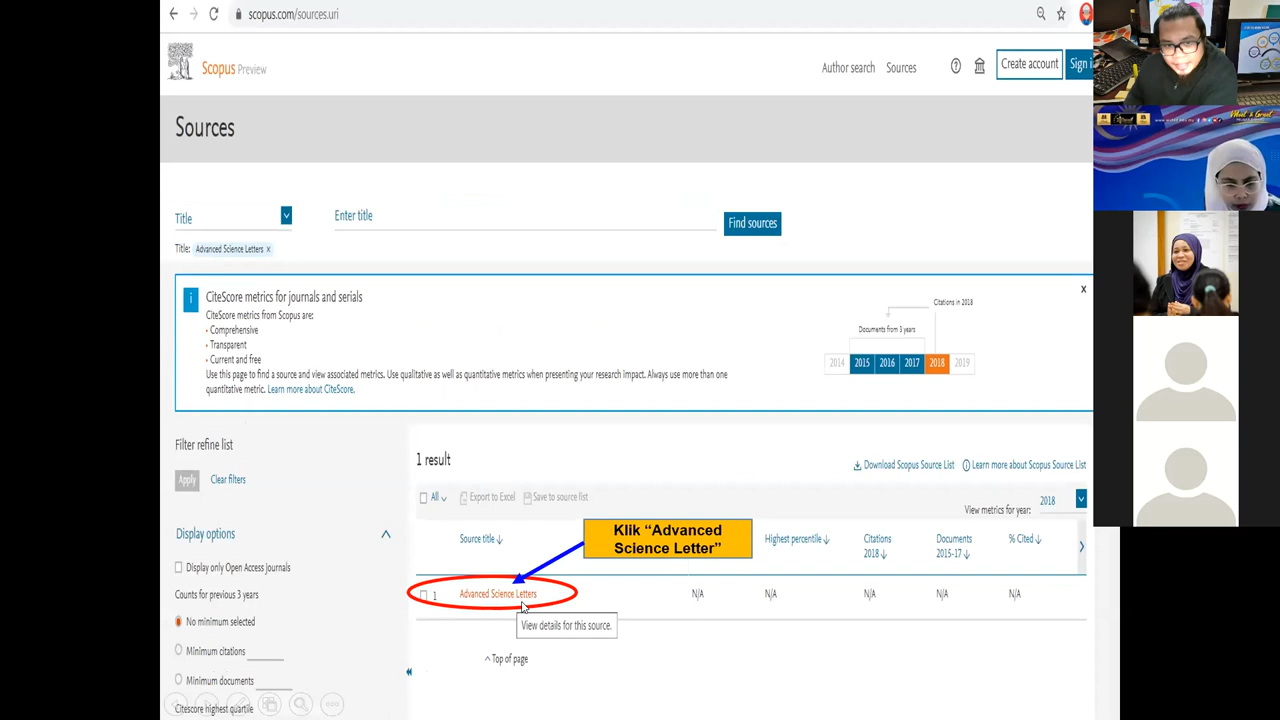 scopus.com/sources.uri
Scopus Preview
Author search Sources
Create account
Sign i
Sources
Title
Enter title
Find sources
Title: Advanced Science Letters ×
i
CiteScore metrics for journals and serials
x
CiteScore metrics from Scopus are:
• Comprehensive
• Transparent
• Current and free
Use this page to find a source and view associated metrics. Use qualitative as well as quantitative metrics when presenting your research impact. Always use more than
one quantitative metric. Learn more about CiteScore.
Citations in 2018
Documents from 3 years
2014 2015 2016 2017 2018 2019
Filter refine list
Apply
Clear filters
Display options
Display only Open Access journals
Counts for previous 3 years
No minimum selected
Minimum citations
Minimum documents
Citescore highest quartile
1 result
Download Scopus Source List
Learn more about Scopus Source List
All
Export to Excel
Save to source list
View metrics for year: 2018
Source title
Klik “Advanced
Science Letter”
Highest percentile
Citations
2018
Documents
2015-17
% Cited
1 Advanced Science Letters N/A N/A N/A N/A N/A
View details for this source.
Top of page